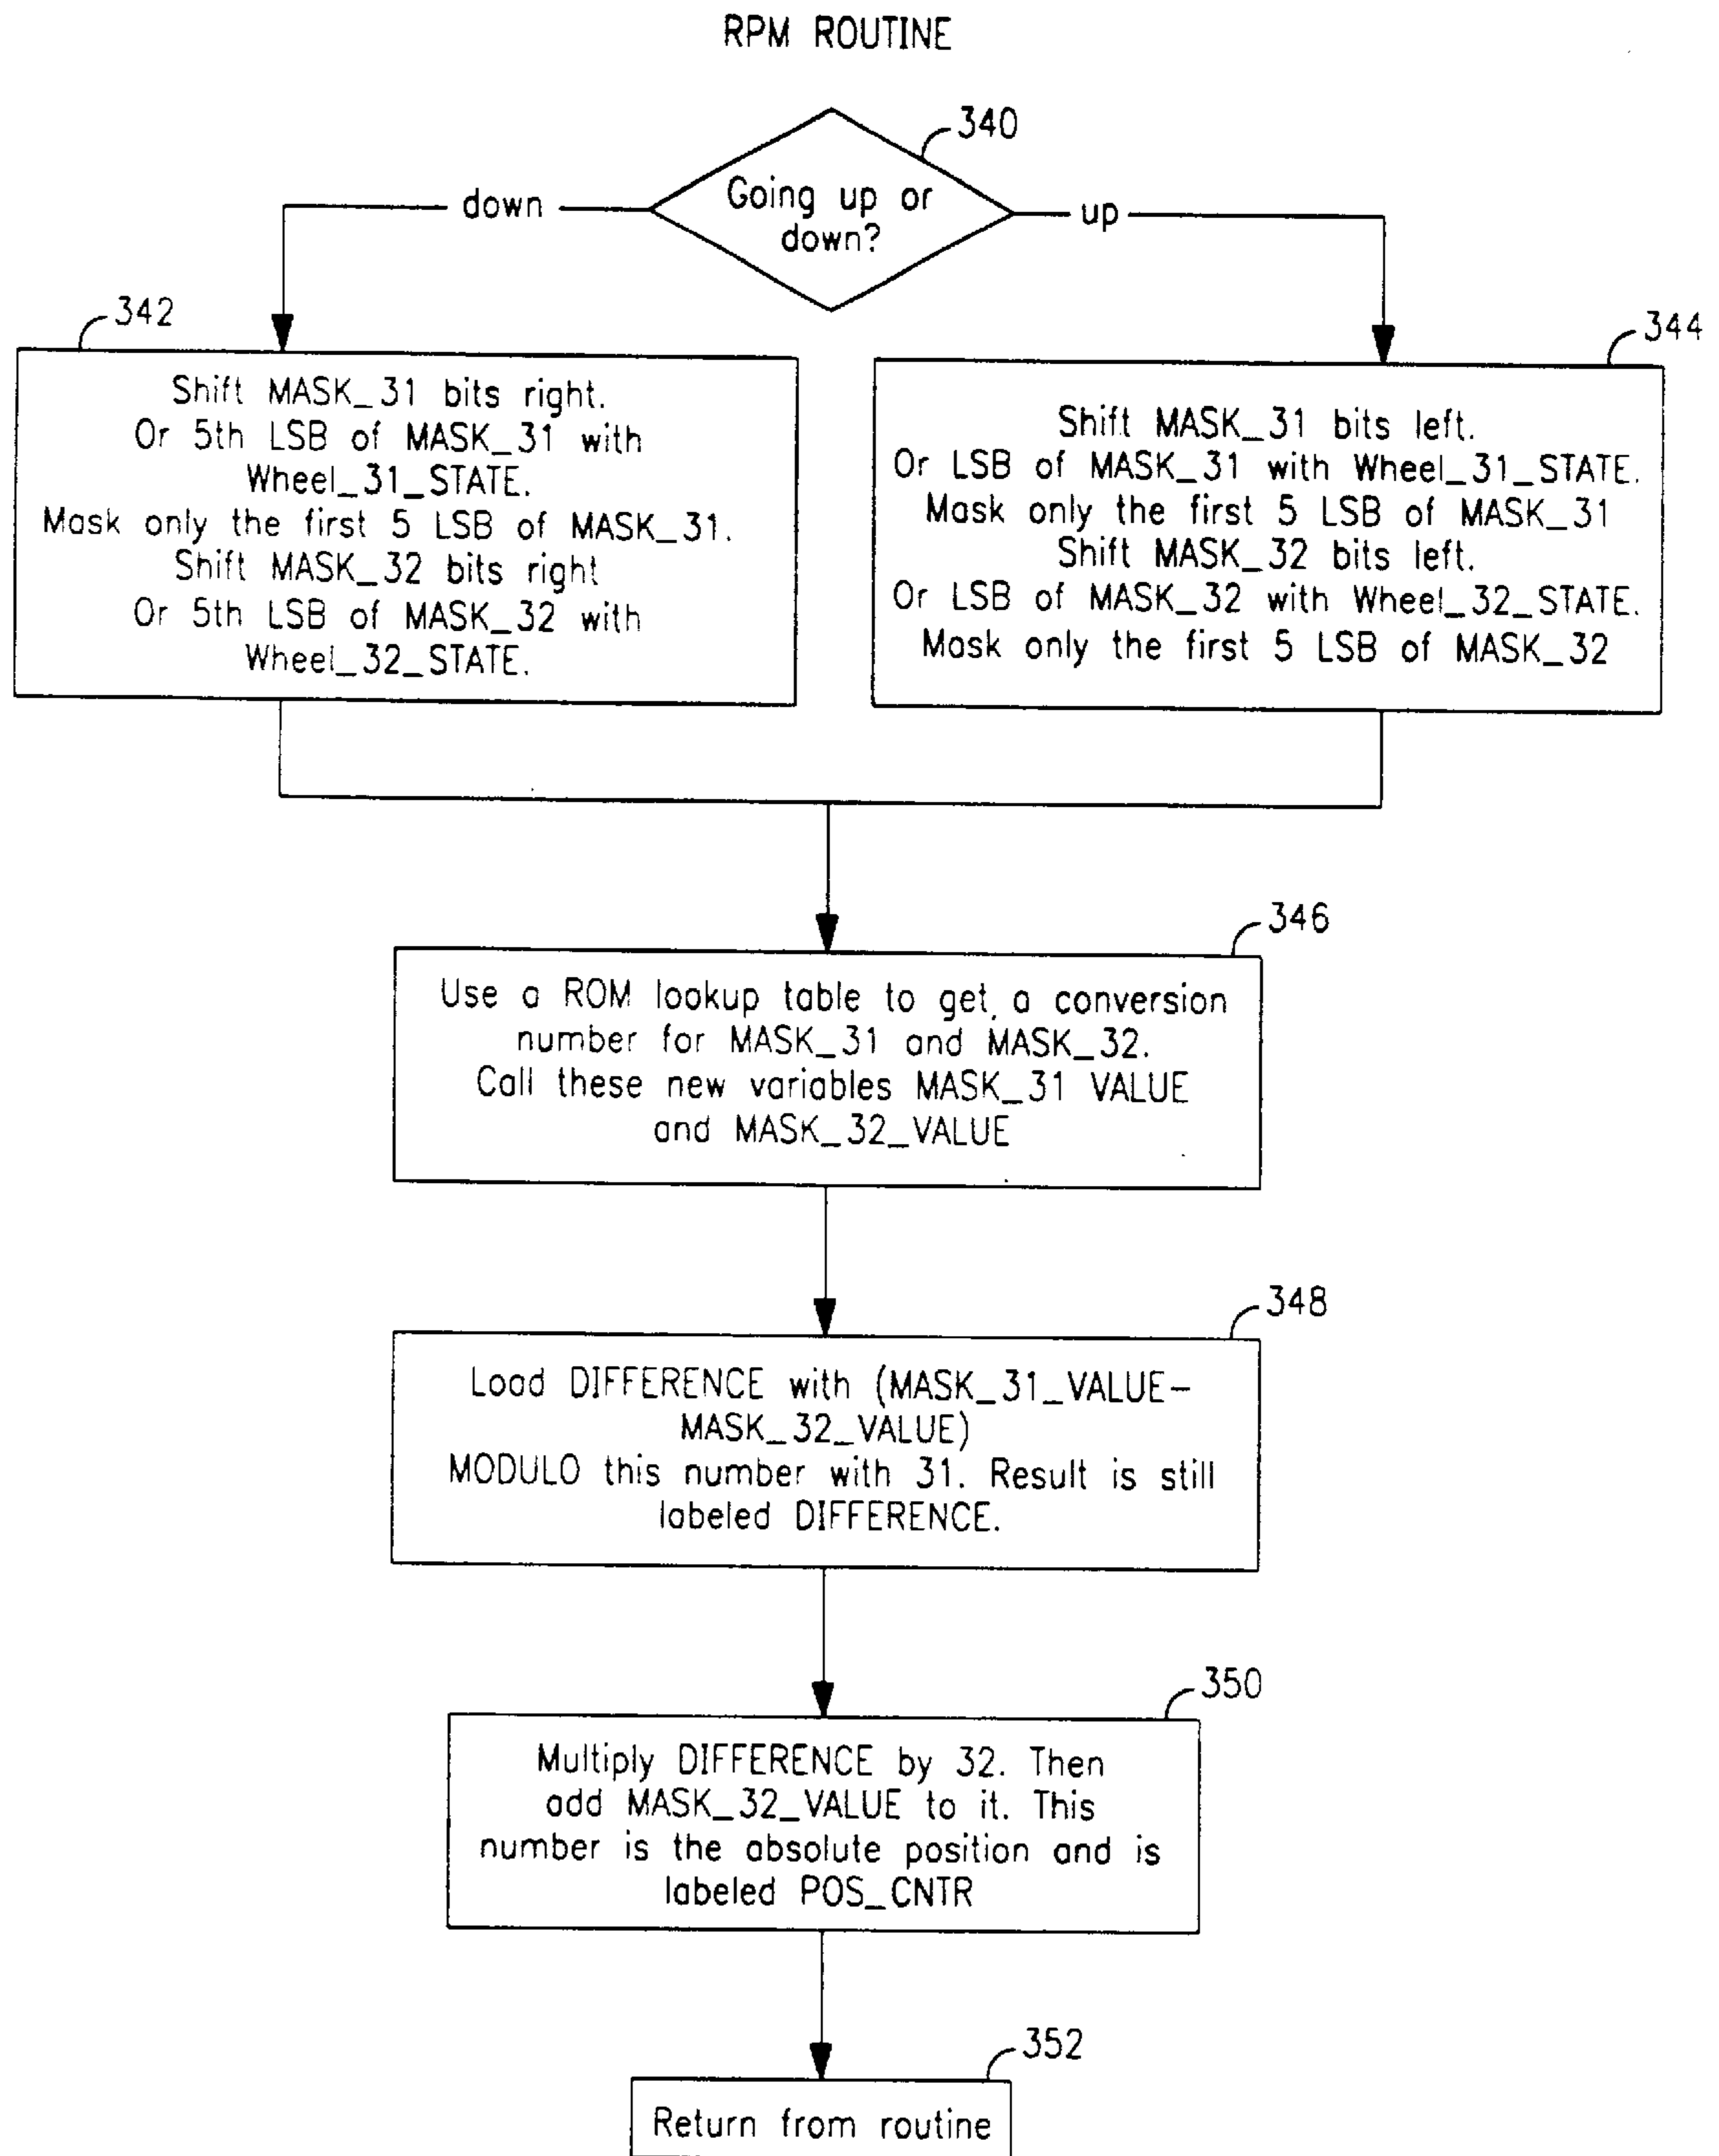 RPM ROUTINE
340
Going up or
down?
down
up
342
Shift MASK_31 bits right.
Or 5th LSB of MASK_31 with
Wheel_31_STATE.
Mask only the first 5 LSB of MASK_31.
Shift MASK_32 bits right
Or 5th LSB of MASK_32 with
Wheel_32_STATE.
344
Shift MASK_31 bits left.
Or LSB of MASK_31 with Wheel_31_STATE.
Mask only the first 5 LSB of MASK_31
Shift MASK_32 bits left.
Or LSB of MASK_32 with Wheel_32_STATE.
Mask only the first 5 LSB of MASK_32
346
Use a ROM lookup table to get a conversion
number for MASK_31 and MASK_32.
Call these new variables MASK_31 VALUE
and MASK_32_VALUE
348
Load DIFFERENCE with (MASK_31_VALUE-
MASK_32_VALUE)
MODULO this number with 31. Result is still
labeled DIFFERENCE.
350
Multiply DIFFERENCE by 32. Then
add MASK_32_VALUE to it. This
number is the absolute position and is
labeled POS_CNTR
352
Return from routine